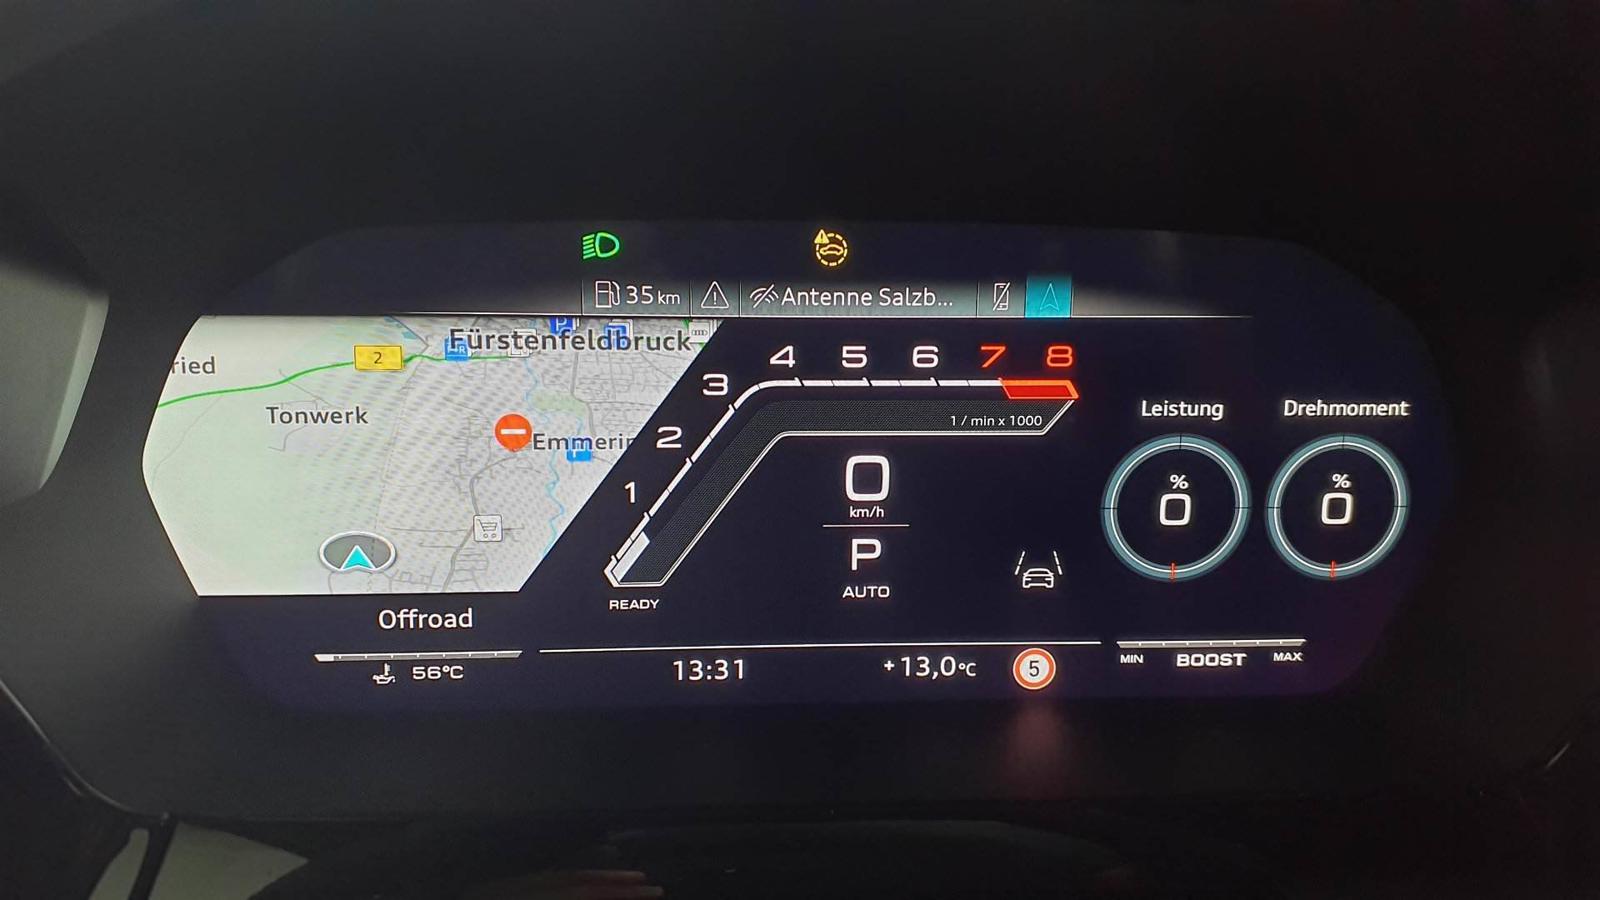 35 km
Antenne Salzb...
Fürstenfeldbruck
2
ried
Tonwerk
Emmerin
1
2
3
4
5
6
7
8
1 / min x 1000
0
km/h
P
AUTO
READY
Leistung
%
0
Drehmoment
%
0
Offroad
56°C
13:31
+13,0°C
5
MIN BOOST MAX